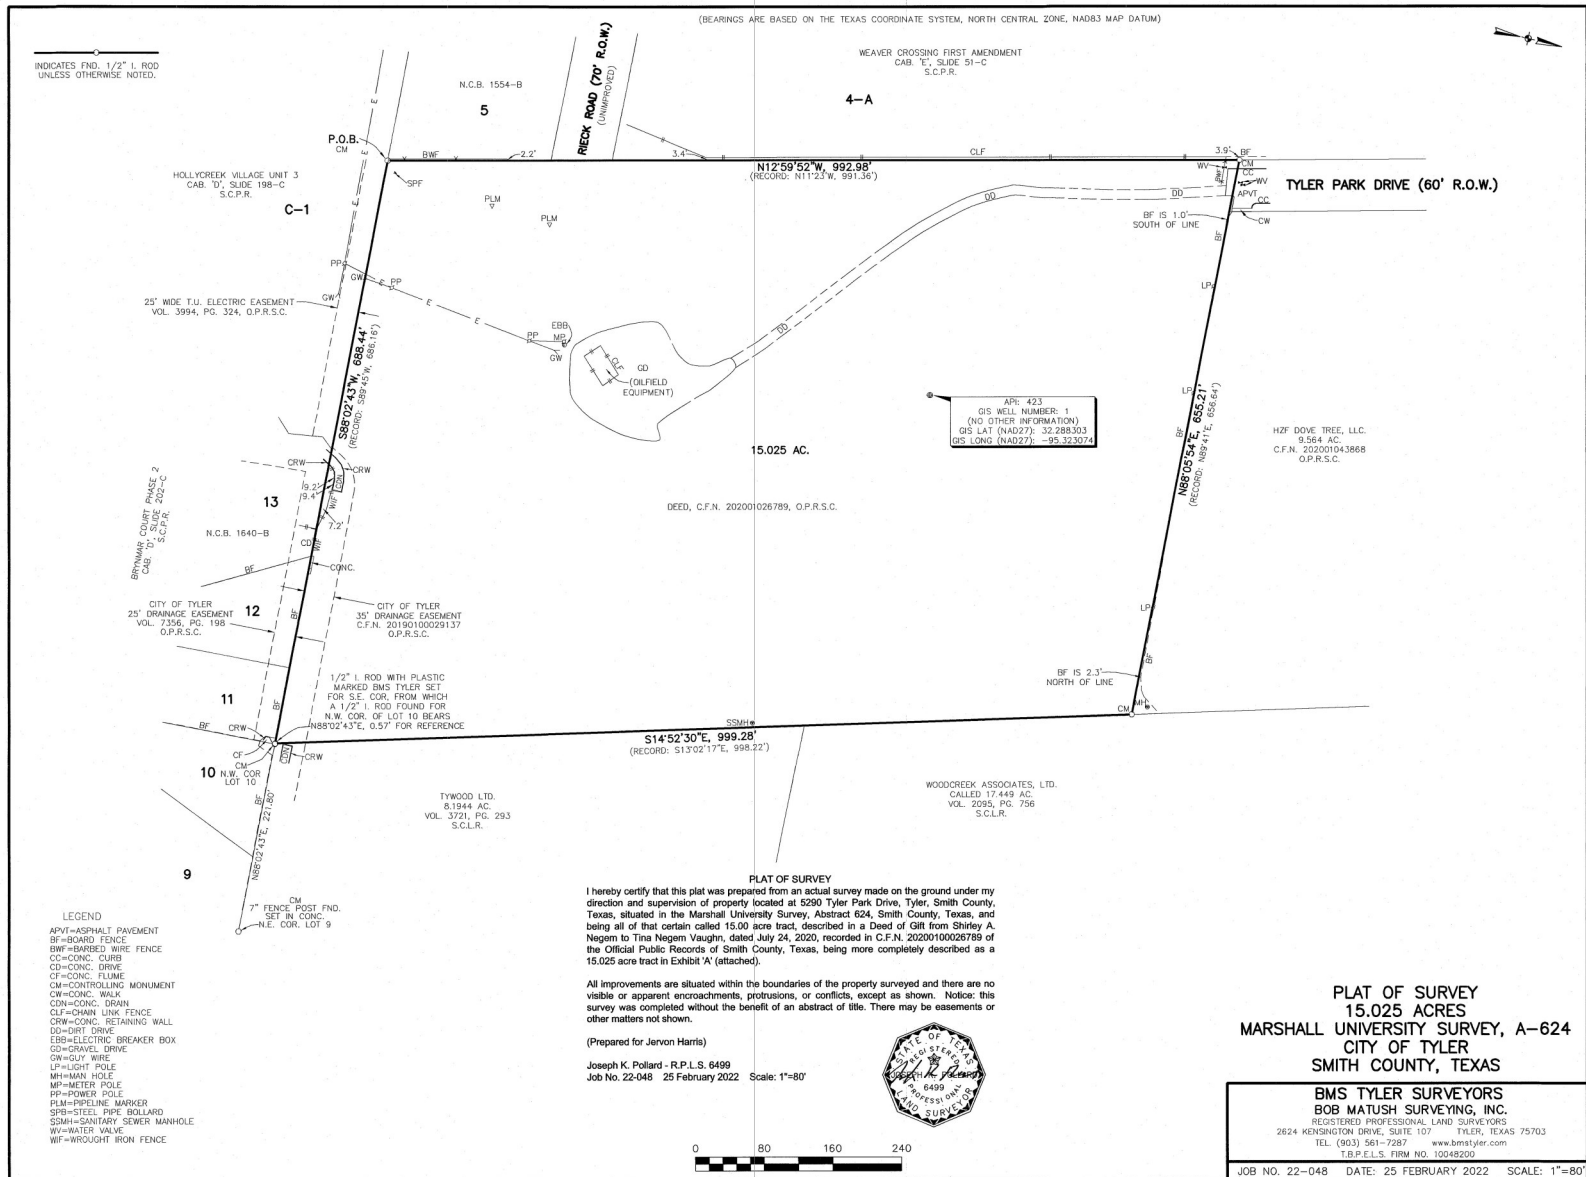 (BEARINGS ARE BASED ON THE TEXAS COORDINATE SYSTEM, NORTH CENTRAL ZONE, NAD83 MAP DATUM)
INDICATES FND. 1/2" I. ROD
UNLESS OTHERWISE NOTED.
N.C.B. 1554-B
5
RIECK ROAD (70' R.O.W.)
(UNIMPROVED)
WEAVER CROSSING FIRST AMENDMENT
CAB. 'E', SLIDE 51-C
S.C.P.R.
4-A
E
P.O.B.
CM
BWF
2.2'
3.4'
CLF
3.9'
BF
CM
N12°59'52"W, 992.98'
(RECORD: N11°23'W, 991.36')
WV
BWF
CC
WV
APVT
CC
CW
TYLER PARK DRIVE (60' R.O.W.)
HOLLYCREEK VILLAGE UNIT 3
CAB. 'D', SLIDE 198-C
S.C.P.R.
C-1
E
SPF
PLM
PLM
DD
DD
BF IS 1.0'
SOUTH OF LINE
BF
PP
GW
E
PP
GW
E
E
LP
25' WIDE T.U. ELECTRIC EASEMENT
VOL. 3994, PG. 324, O.P.R.S.C.
S88°02'43"W, 688.44'
(RECORD: S89°45'W, 686.16')
EBB
PP
MP
GW
CLF
GD
(OILFIELD
EQUIPMENT)
DD
LP
API: 423
GIS WELL NUMBER: 1
(NO OTHER INFORMATION)
GIS LAT (NAD27): 32.288303
GIS LONG (NAD27): -95.323074
BF
N88°05'54"E, 655.21'
(RECORD: N89°41'E, 656.64')
HZF DOVE TREE, LLC.
9.564 AC.
C.F.N. 202001043868
O.P.R.S.C.
15.025 AC.
DEED, C.F.N. 202001026789, O.P.R.S.C.
CRW
CRW
CDN
9.2'
9.4'
WIF
7.2'
13
BRYNMAR COURT PHASE 2
CAB. 'D', SLIDE 202-C
S.C.P.R.
N.C.B. 1640-B
CD
WIF
CONC.
BF
12
CITY OF TYLER
25' DRAINAGE EASEMENT
VOL. 7356, PG. 198
O.P.R.S.C.
BF
CITY OF TYLER
35' DRAINAGE EASEMENT
C.F.N. 20190100029137
O.P.R.S.C.
LP
BF
BF IS 2.3'
NORTH OF LINE
MH
CM
1/2" I. ROD WITH PLASTIC
MARKED BMS TYLER SET
FOR S.E. COR, FROM WHICH
A 1/2" I. ROD FOUND FOR
N.W. COR. OF LOT 10 BEARS
N88°02'43"E, 0.57' FOR REFERENCE
11
BF
BF
CRW
CF
CM
CDN
CRW
SSMH
S14°52'30"E, 999.28'
(RECORD: S13°02'17"E, 998.22')
10
N.W. COR
LOT 10
BF
N88°02'43"E, 221.80'
TYWOOD LTD.
8.1944 AC.
VOL. 3721, PG. 293
S.C.L.R.
WOODCREEK ASSOCIATES, LTD.
CALLED 17.449 AC.
VOL. 2095, PG. 756
S.C.L.R.
9
CM
7" FENCE POST FND.
SET IN CONC.
N.E. COR. LOT 9
LEGEND
APVT=ASPHALT PAVEMENT
BF=BOARD FENCE
BWF=BARBED WIRE FENCE
CC=CONC. CURB
CD=CONC. DRIVE
CF=CONC. FLUME
CM=CONTROLLING MONUMENT
CW=CONC. WALK
CDN=CONC. DRAIN
CLF=CHAIN LINK FENCE
CRW=CONC. RETAINING WALL
DD=DIRT DRIVE
EBB=ELECTRIC BREAKER BOX
GD=GRAVEL DRIVE
GW=GUY WIRE
LP=LIGHT POLE
MH=MAN HOLE
MP=METER POLE
PP=POWER POLE
PLM=PIPELINE MARKER
SPB=STEEL PIPE BOLLARD
SSMH=SANITARY SEWER MANHOLE
WV=WATER VALVE
WIF=WROUGHT IRON FENCE
PLAT OF SURVEY
I hereby certify that this plat was prepared from an actual survey made on the ground under my
direction and supervision of property located at 5290 Tyler Park Drive, Tyler, Smith County,
Texas, situated in the Marshall University Survey, Abstract 624, Smith County, Texas, and
being all of that certain called 15.00 acre tract, described in a Deed of Gift from Shirley A.
Negem to Tina Negem Vaughn, dated July 24, 2020, recorded in C.F.N. 20200100026789 of
the Official Public Records of Smith County, Texas, being more completely described as a
15.025 acre tract in Exhibit 'A' (attached).
All improvements are situated within the boundaries of the property surveyed and there are no
visible or apparent encroachments, protrusions, or conflicts, except as shown. Notice: this
survey was completed without the benefit of an abstract of title. There may be easements or
other matters not shown.
(Prepared for Jervon Harris)
Joseph K. Pollard - R.P.L.S. 6499
Job No. 22-048 25 February 2022 Scale: 1"=80'
STATE OF TEXAS
REGISTERED
JOSEPH K. POLLARD
6499
PROFESSIONAL
LAND SURVEYOR
0 80 160 240
PLAT OF SURVEY
15.025 ACRES
MARSHALL UNIVERSITY SURVEY, A-624
CITY OF TYLER
SMITH COUNTY, TEXAS
BMS TYLER SURVEYORS
BOB MATUSH SURVEYING, INC.
REGISTERED PROFESSIONAL LAND SURVEYORS
2624 KENSINGTON DRIVE, SUITE 107 TYLER, TEXAS 75703
TEL. (903) 561-7287 www.bmstyler.com
T.B.P.E.L.S. FIRM NO. 10048200
JOB NO. 22-048 DATE: 25 FEBRUARY 2022 SCALE: 1"=80'